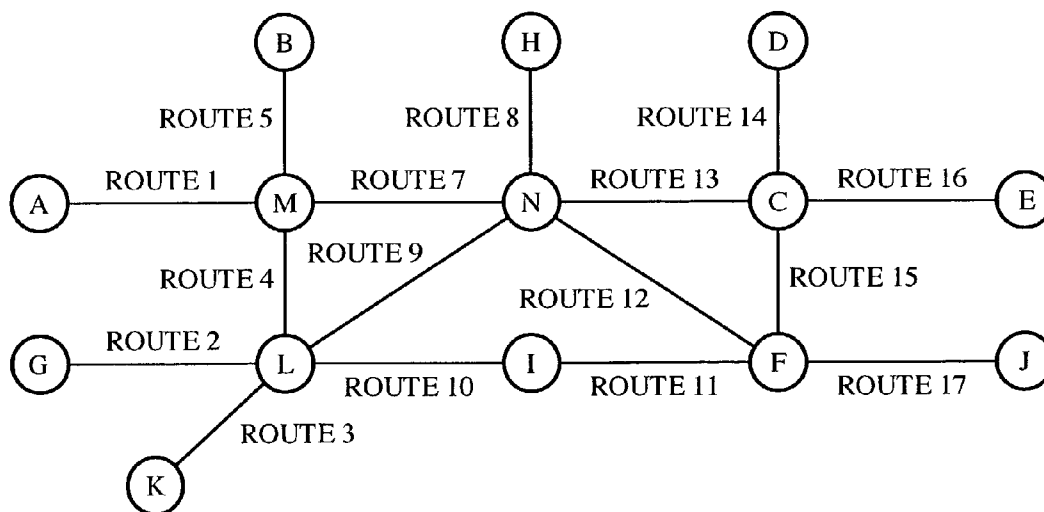 B H D
ROUTE 5 ROUTE 8 ROUTE 14
ROUTE 1 ROUTE 7 ROUTE 13 ROUTE 16
A M N C E
ROUTE 9
ROUTE 4 ROUTE 12 ROUTE 15
ROUTE 2
G L I F J
ROUTE 10 ROUTE 11 ROUTE 17
ROUTE 3
K